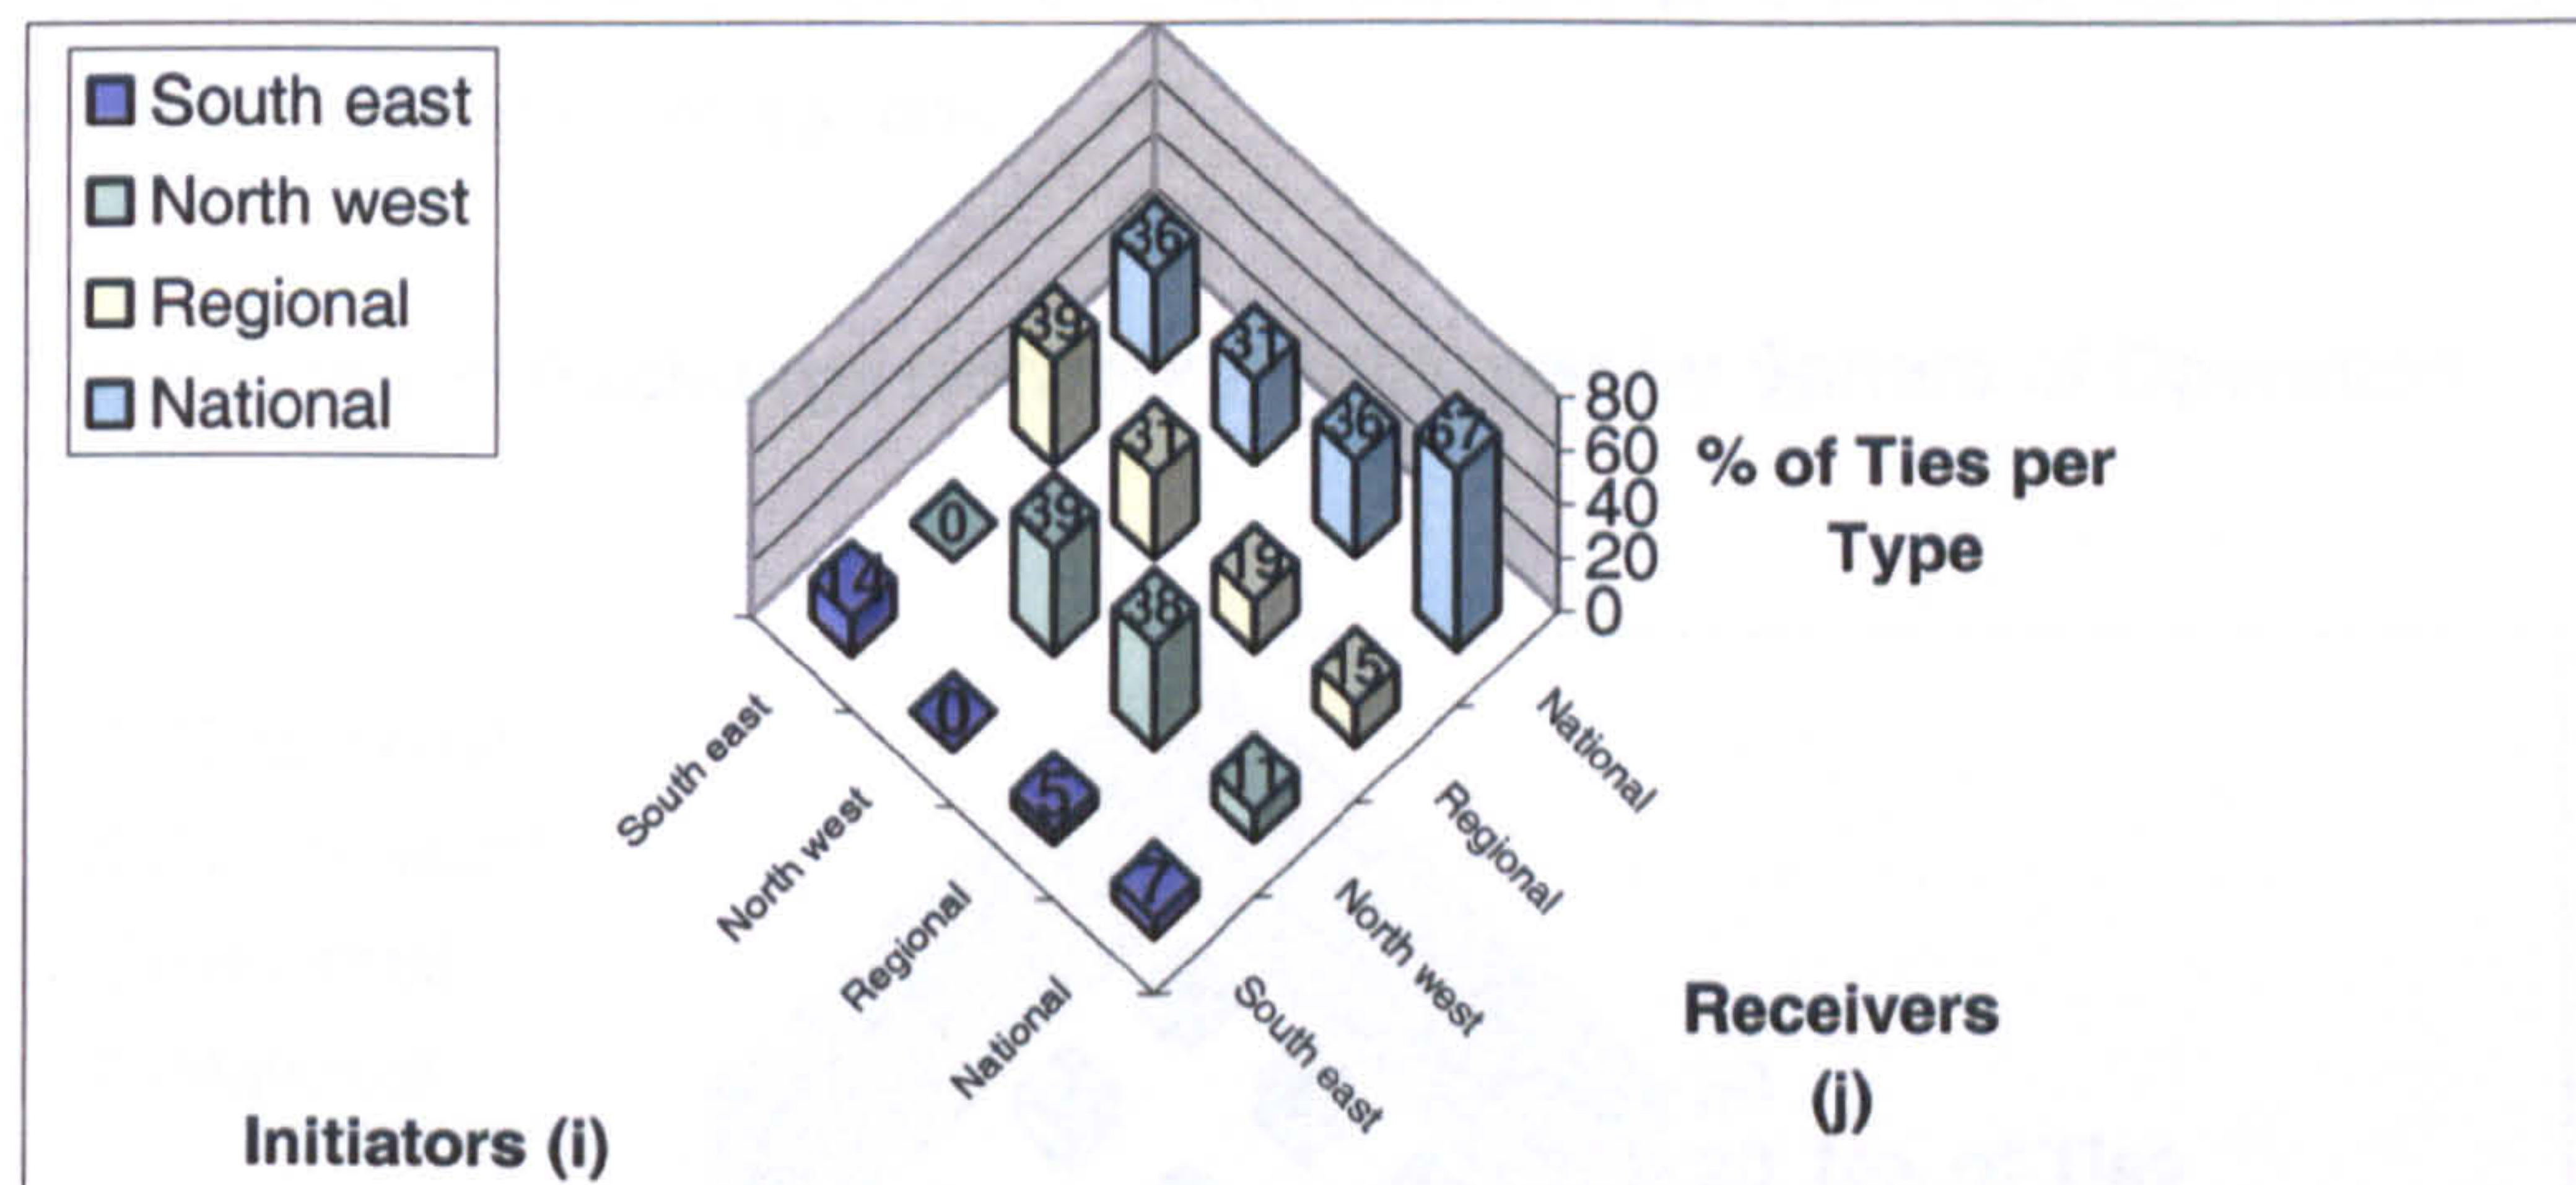 South east
North west
Regional
National
36
39
31
31
36
67
0
39
14
38
19
0
15
5
11
7
80
60
40
20
0
% of Ties per
Type
South east
North west
Regional
National
National
Regional
North west
South east
Receivers
(j)
Initiators (i)